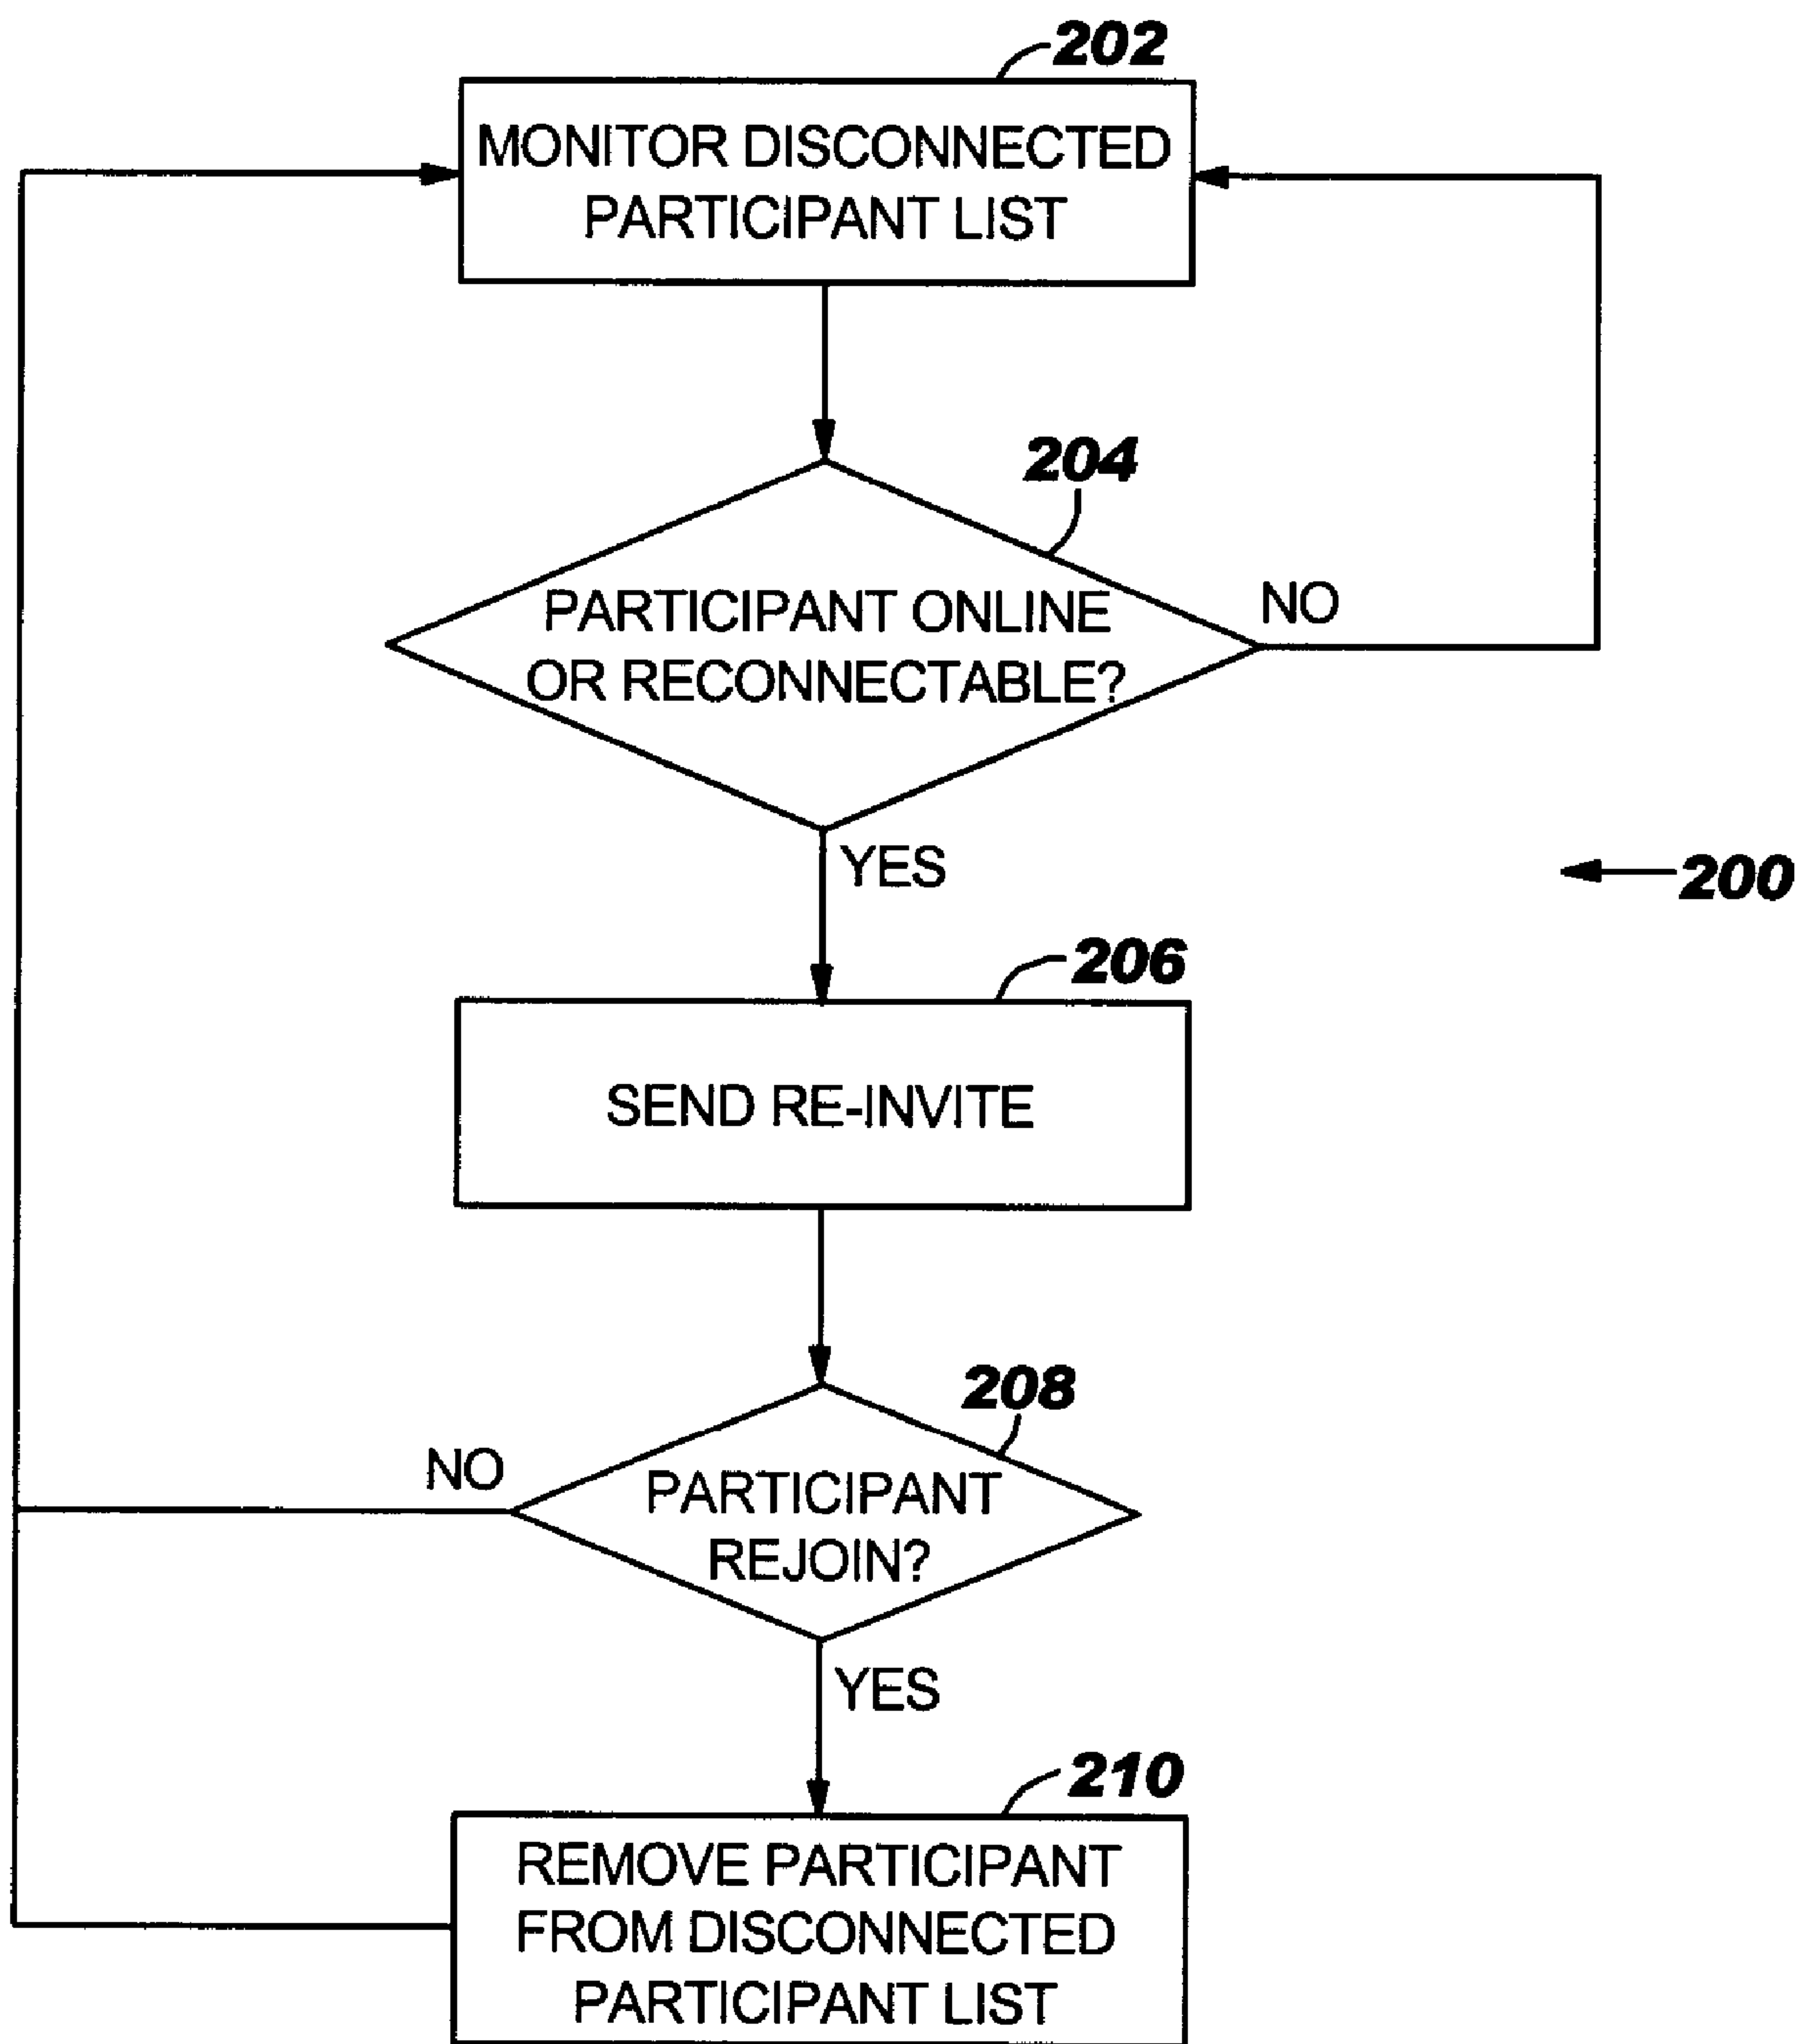 202
MONITOR DISCONNECTED
PARTICIPANT LIST
204
PARTICIPANT ONLINE
OR RECONNECTABLE?
NO
YES
200
206
SEND RE-INVITE
208
NO
PARTICIPANT
REJOIN?
YES
210
REMOVE PARTICIPANT
FROM DISCONNECTED
PARTICIPANT LIST